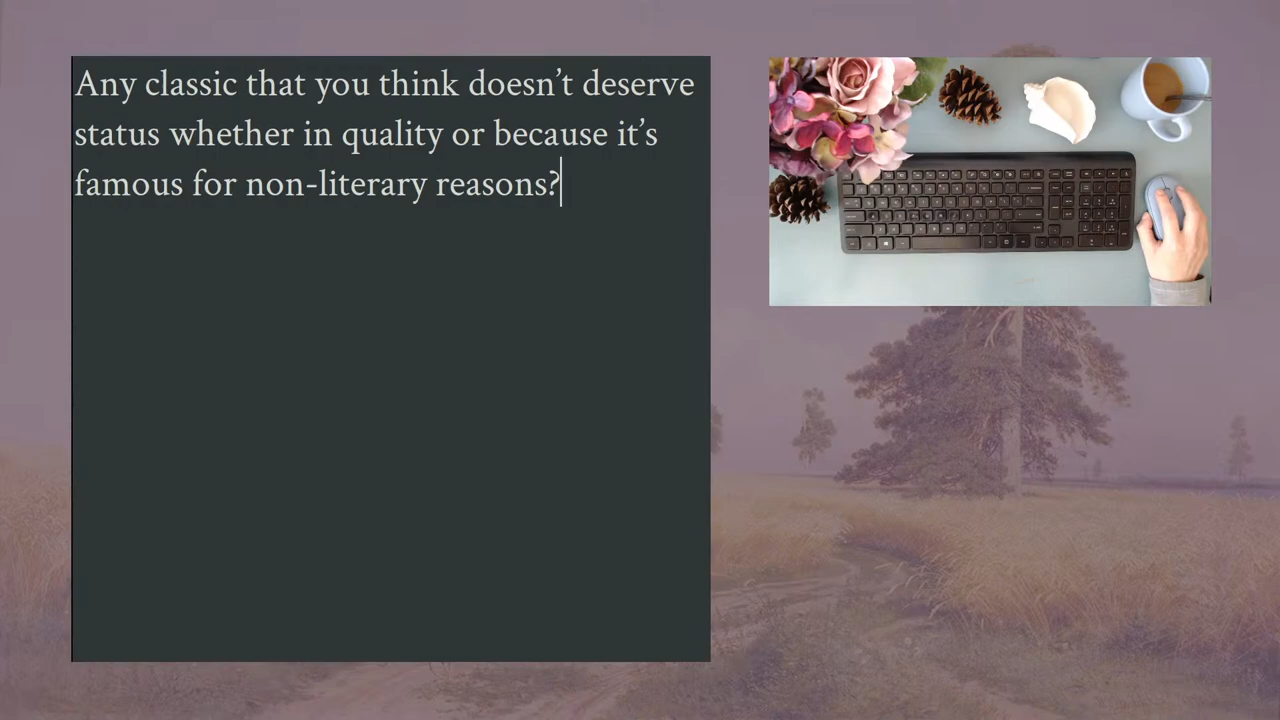 Any classic that you think doesn’t deserve
status whether in quality or because it’s
famous for non-literary reasons?